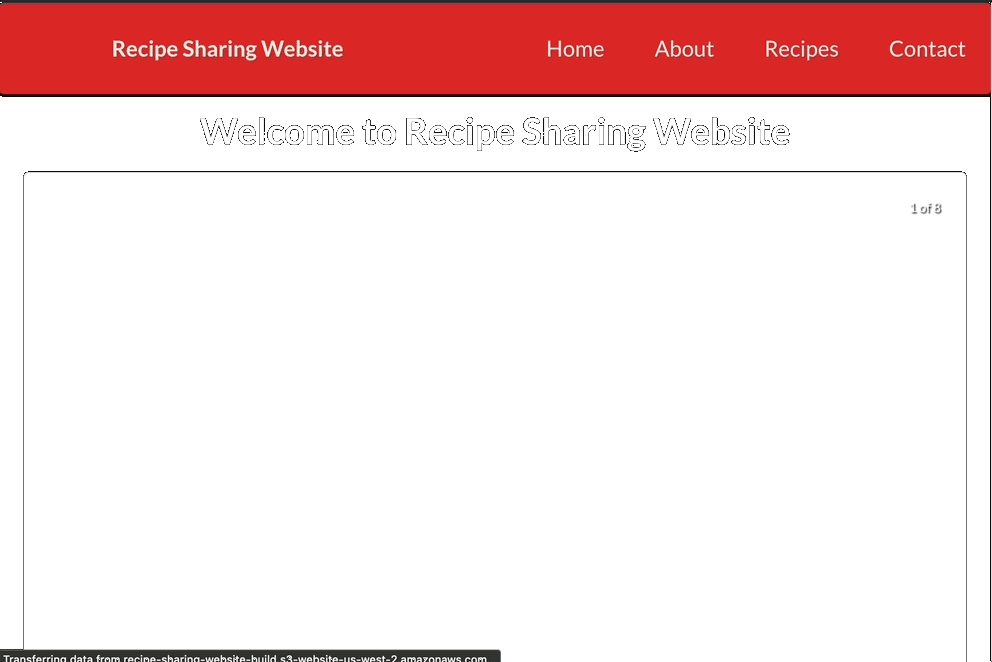 Recipe Sharing Website Home About Recipes Contact
Welcome to Recipe Sharing Website
1 of 8
Transferring data from recipe-sharing-website-build.s3-website-us-west-2.amazonaws.com...